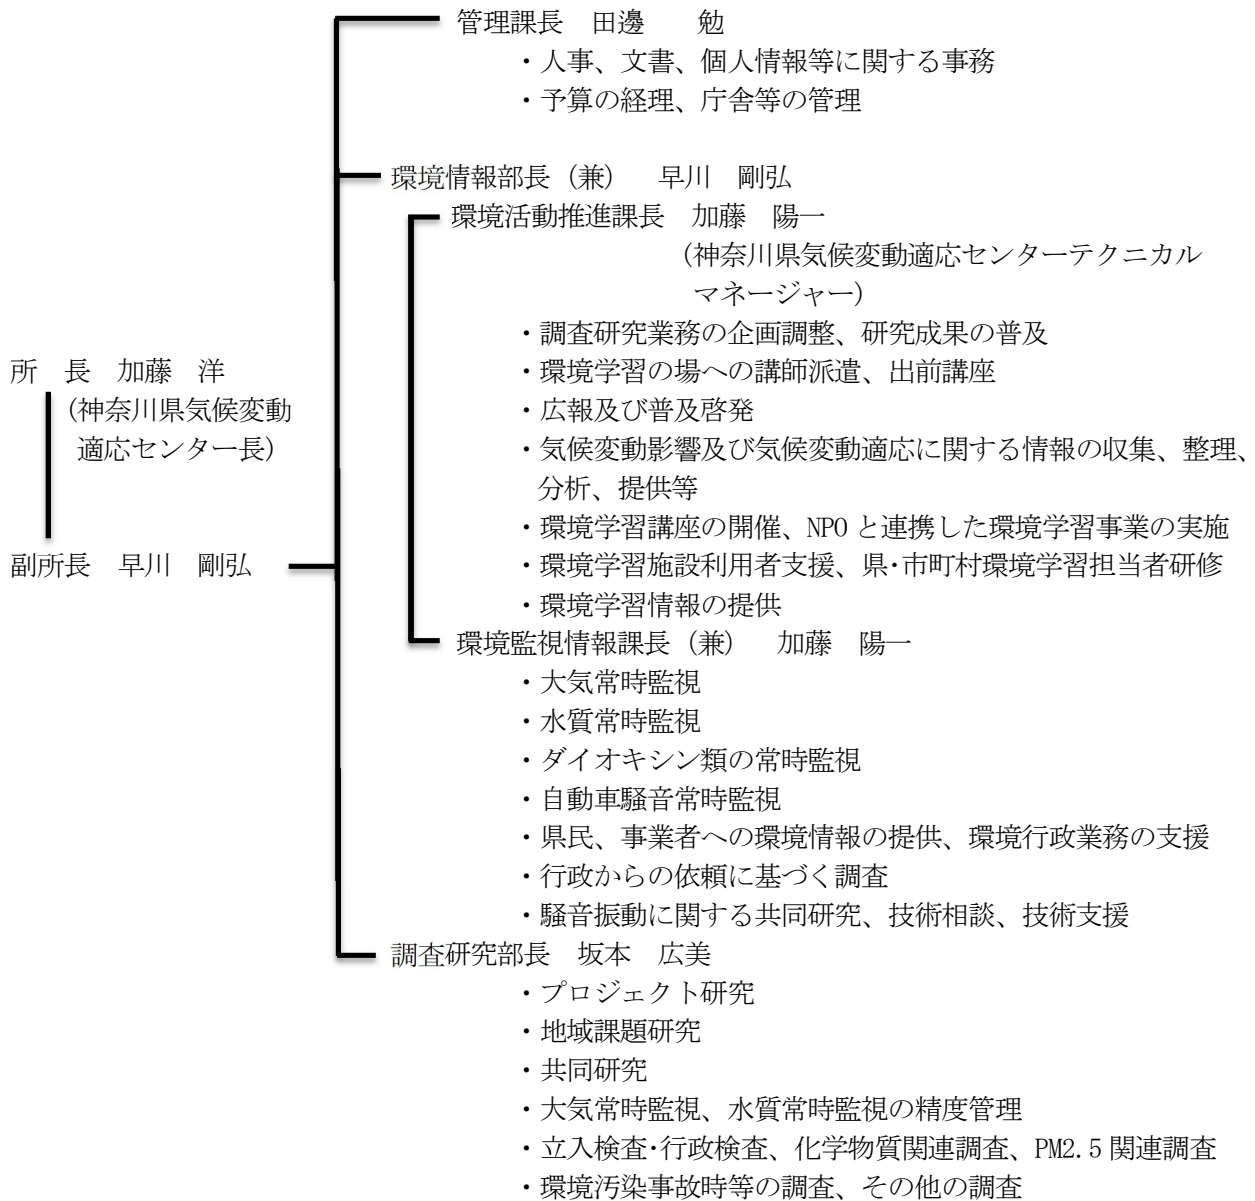 管理課長　田邊　　勉
・人事、文書、個人情報等に関する事務
・予算の経理、庁舎等の管理
環境情報部長（兼）　早川　剛弘
環境活動推進課長　加藤　陽一
（神奈川県気候変動適応センターテクニカル
マネージャー）
・調査研究業務の企画調整、研究成果の普及
・環境学習の場への講師派遣、出前講座
・広報及び普及啓発
・気候変動影響及び気候変動適応に関する情報の収集、整理、
分析、提供等
・環境学習講座の開催、NPOと連携した環境学習事業の実施
・環境学習施設利用者支援、県･市町村環境学習担当者研修
・環境学習情報の提供
所　長　加藤　洋
（神奈川県気候変動
適応センター長）
副所長　早川　剛弘
環境監視情報課長（兼）　加藤　陽一
・大気常時監視
・水質常時監視
・ダイオキシン類の常時監視
・自動車騒音常時監視
・県民、事業者への環境情報の提供、環境行政業務の支援
・行政からの依頼に基づく調査
・騒音振動に関する共同研究、技術相談、技術支援
調査研究部長　坂本　広美
・プロジェクト研究
・地域課題研究
・共同研究
・大気常時監視、水質常時監視の精度管理
・立入検査･行政検査、化学物質関連調査、PM2.5関連調査
・環境汚染事故時等の調査、その他の調査